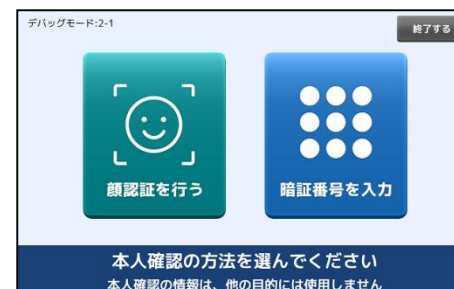 デバッグモード:2-1
終了する
顔認証を行う
暗証番号を入力
本人確認の方法を選んでください
本人確認の情報は、他の目的には使用しません